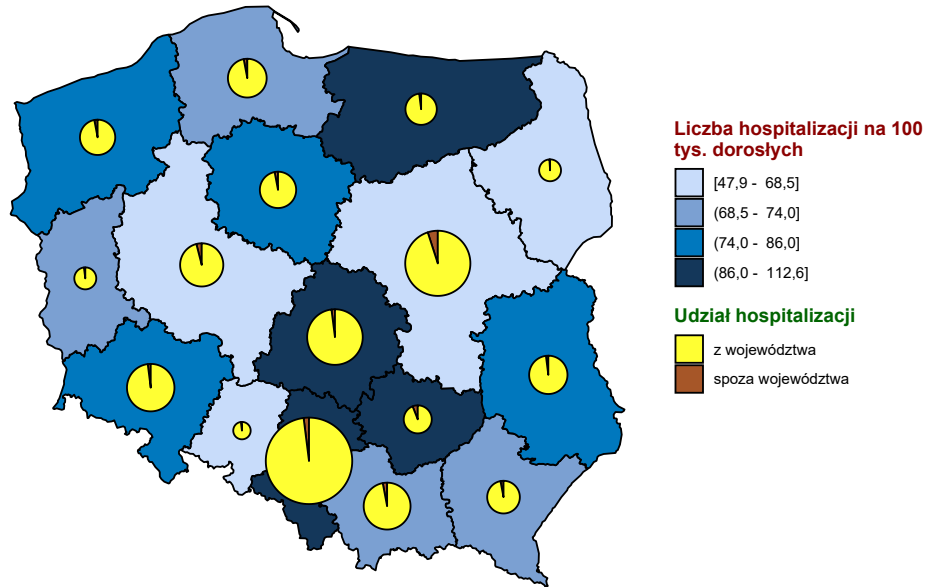 Liczba hospitalizacji na 100
tys. dorosłych
[47,9 - 68,5]
(68,5 - 74,0]
(74,0 - 86,0]
(86,0 - 112,6]
Udział hospitalizacji
z województwa
spoza województwa